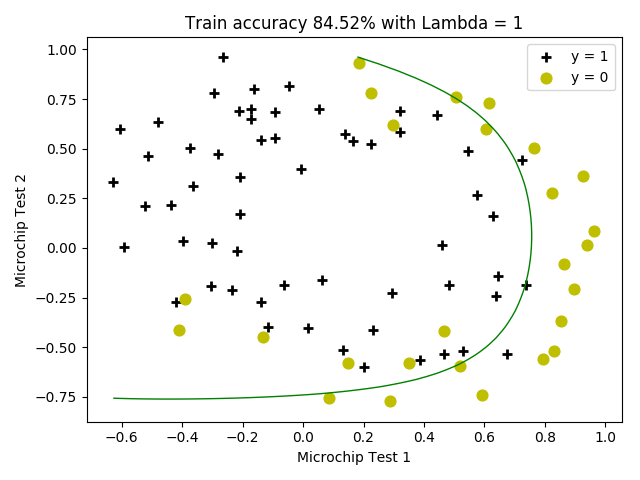 Train accuracy 84.52% with Lambda = 1
y = 1
y = 0
1.00
0.75
0.50
0.25
0.00
−0.25
−0.50
−0.75
Microchip Test 2
−0.6 −0.4 −0.2 0.0 0.2 0.4 0.6 0.8 1.0
Microchip Test 1